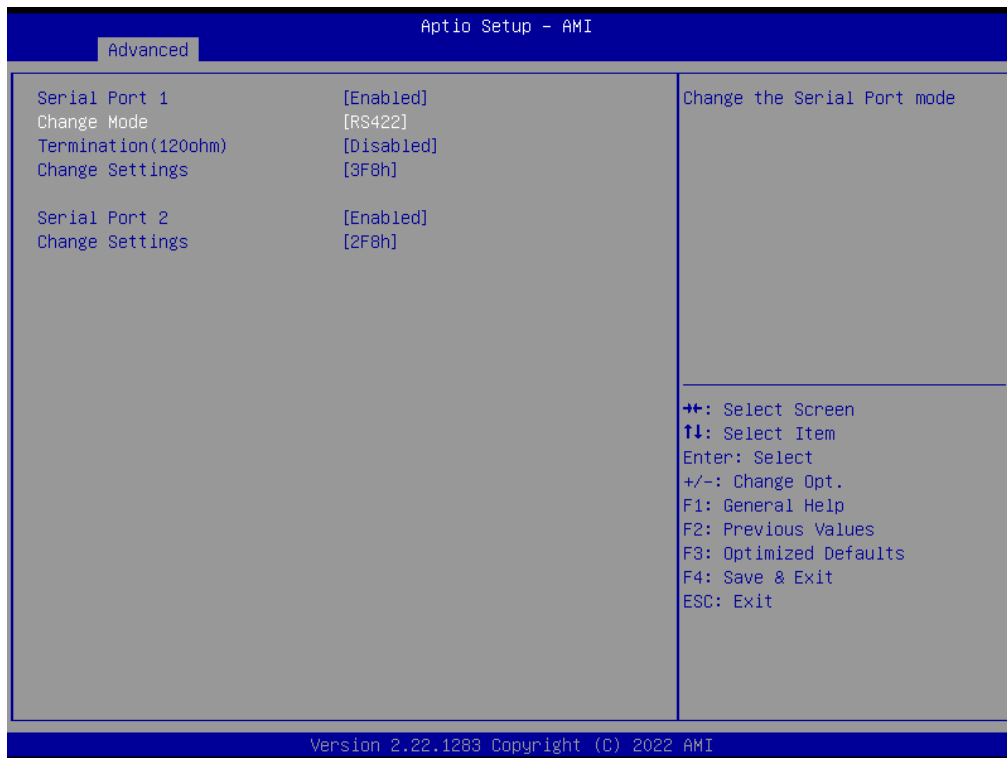 Aptio Setup – AMI
Advanced
Serial Port 1 [Enabled]
Change Mode [RS422]
Termination(120ohm) [Disabled]
Change Settings [3F8h]
Serial Port 2 [Enabled]
Change Settings [2F8h]
Change the Serial Port mode
→←: Select Screen
↑↓: Select Item
Enter: Select
+/-: Change Opt.
F1: General Help
F2: Previous Values
F3: Optimized Defaults
F4: Save & Exit
ESC: Exit
Version 2.22.1283 Copyright (C) 2022 AMI